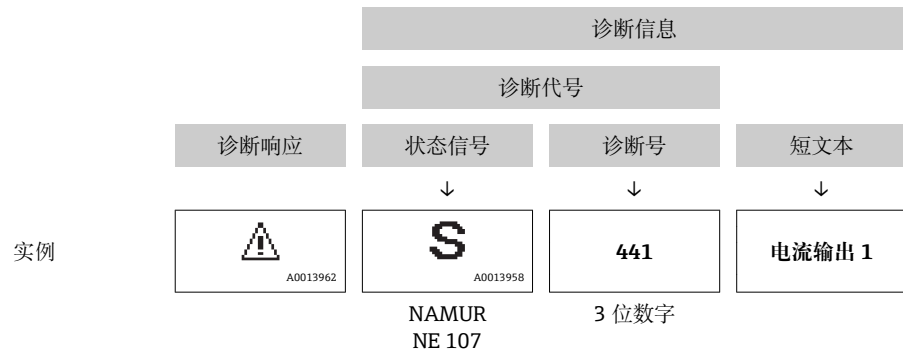 诊断信息
诊断代号
诊断响应 状态信号 诊断号 短文本
↓ ↓ ↓
实例 S 441 电流输出 1
A0013962 A0013958
NAMUR 3 位数字
NE 107